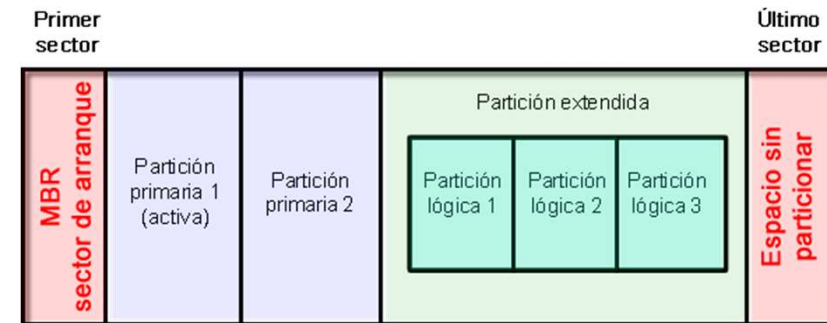 Primer
sector
Último
sector
MBR
sector de arranque
Partición
primaria 1
(activa)
Partición
primaria 2
Partición extendida
Partición
lógica 1
Partición
lógica 2
Partición
lógica 3
Espacio sin
particionar